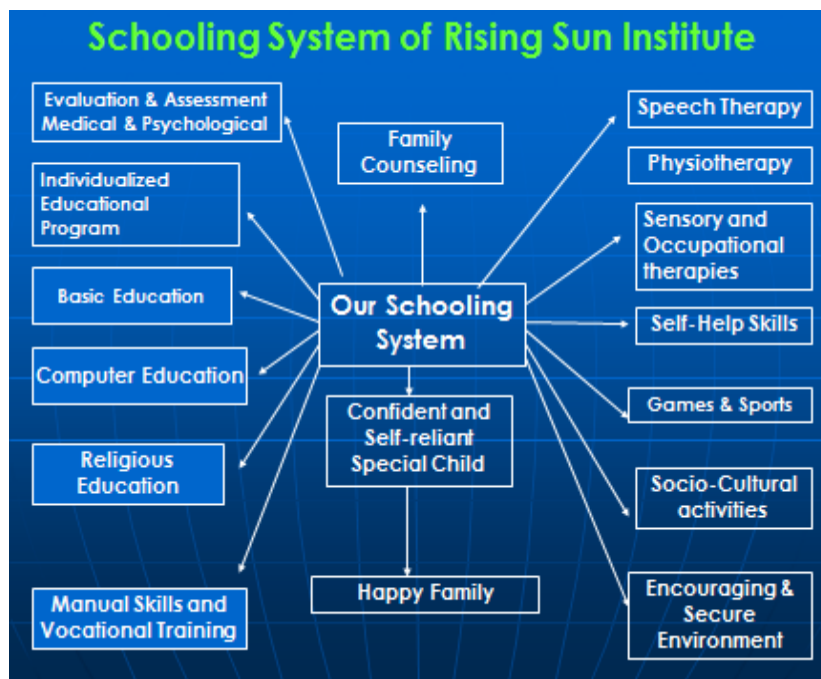 Schooling System of Rising Sun Institute
Evaluation & Assessment
Medical & Psychological
Individualized
Educational
Program
Basic Education
Computer Education
Religious
Education
Manual Skills and
Vocational Training
Family
Counseling
Our Schooling
System
Confident and
Self-reliant
Special Child
Happy Family
Speech Therapy
Physiotherapy
Sensory and
Occupational
therapies
Self-Help Skills
Games & Sports
Socio-Cultural
activities
Encouraging &
Secure
Environment